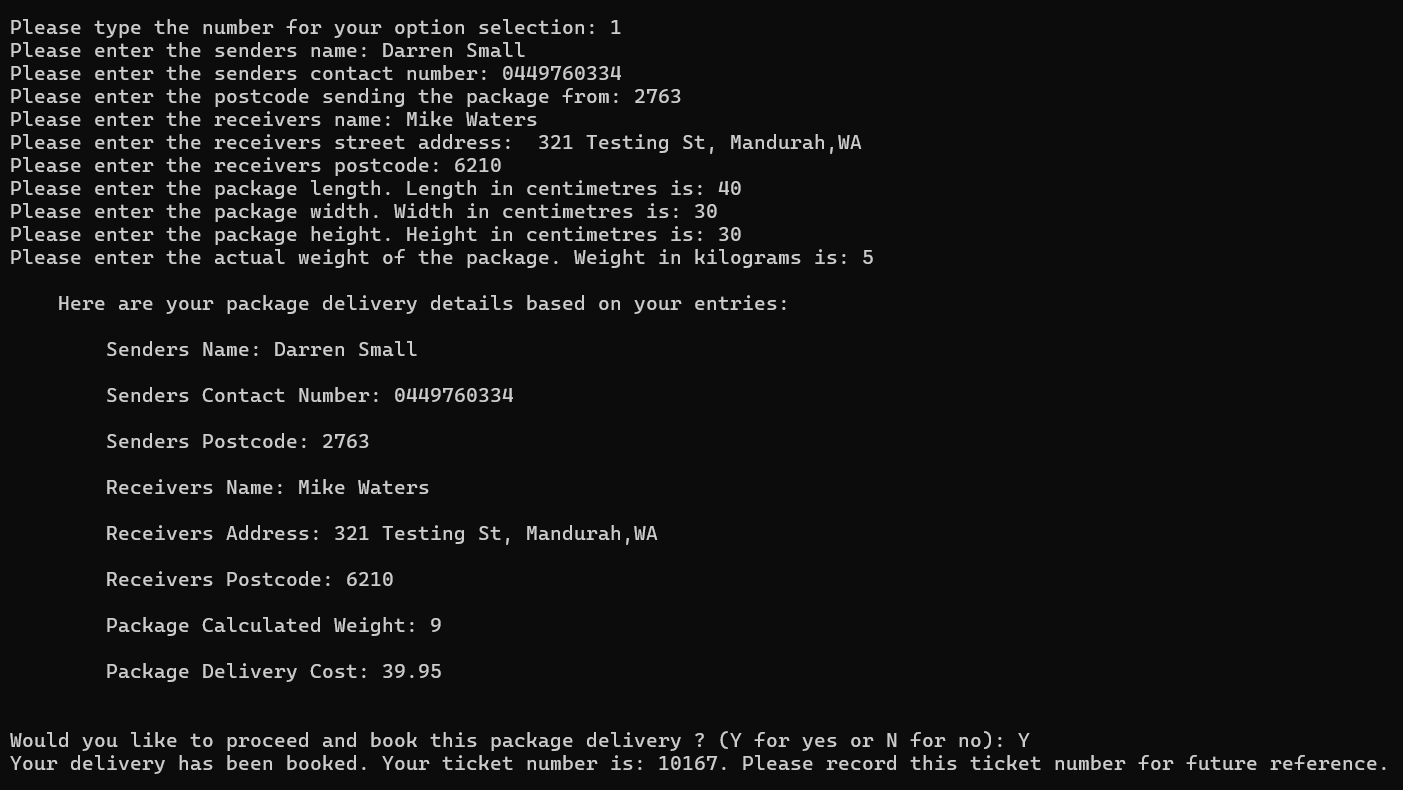 Please type the number for your option selection: 1
Please enter the senders name: Darren Small
Please enter the senders contact number: 0449760334
Please enter the postcode sending the package from: 2763
Please enter the receivers name: Mike Waters
Please enter the receivers street address:  321 Testing St, Mandurah,WA
Please enter the receivers postcode: 6210
Please enter the package length. Length in centimetres is: 40
Please enter the package width. Width in centimetres is: 30
Please enter the package height. Height in centimetres is: 30
Please enter the actual weight of the package. Weight in kilograms is: 5
Here are your package delivery details based on your entries:
Senders Name: Darren Small
Senders Contact Number: 0449760334
Senders Postcode: 2763
Receivers Name: Mike Waters
Receivers Address: 321 Testing St, Mandurah,WA
Receivers Postcode: 6210
Package Calculated Weight: 9
Package Delivery Cost: 39.95
Would you like to proceed and book this package delivery ? (Y for yes or N for no): Y
Your delivery has been booked. Your ticket number is: 10167. Please record this ticket number for future reference.